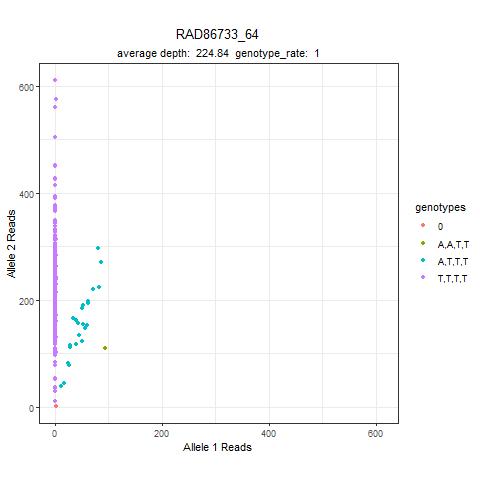 RAD86733_64
average depth: 224.84 genotype_rate: 1
600
400
200
0
Allele 2 Reads
0 200 400 600
Allele 1 Reads
genotypes
0
A,A,T,T
A,T,T,T
T,T,T,T